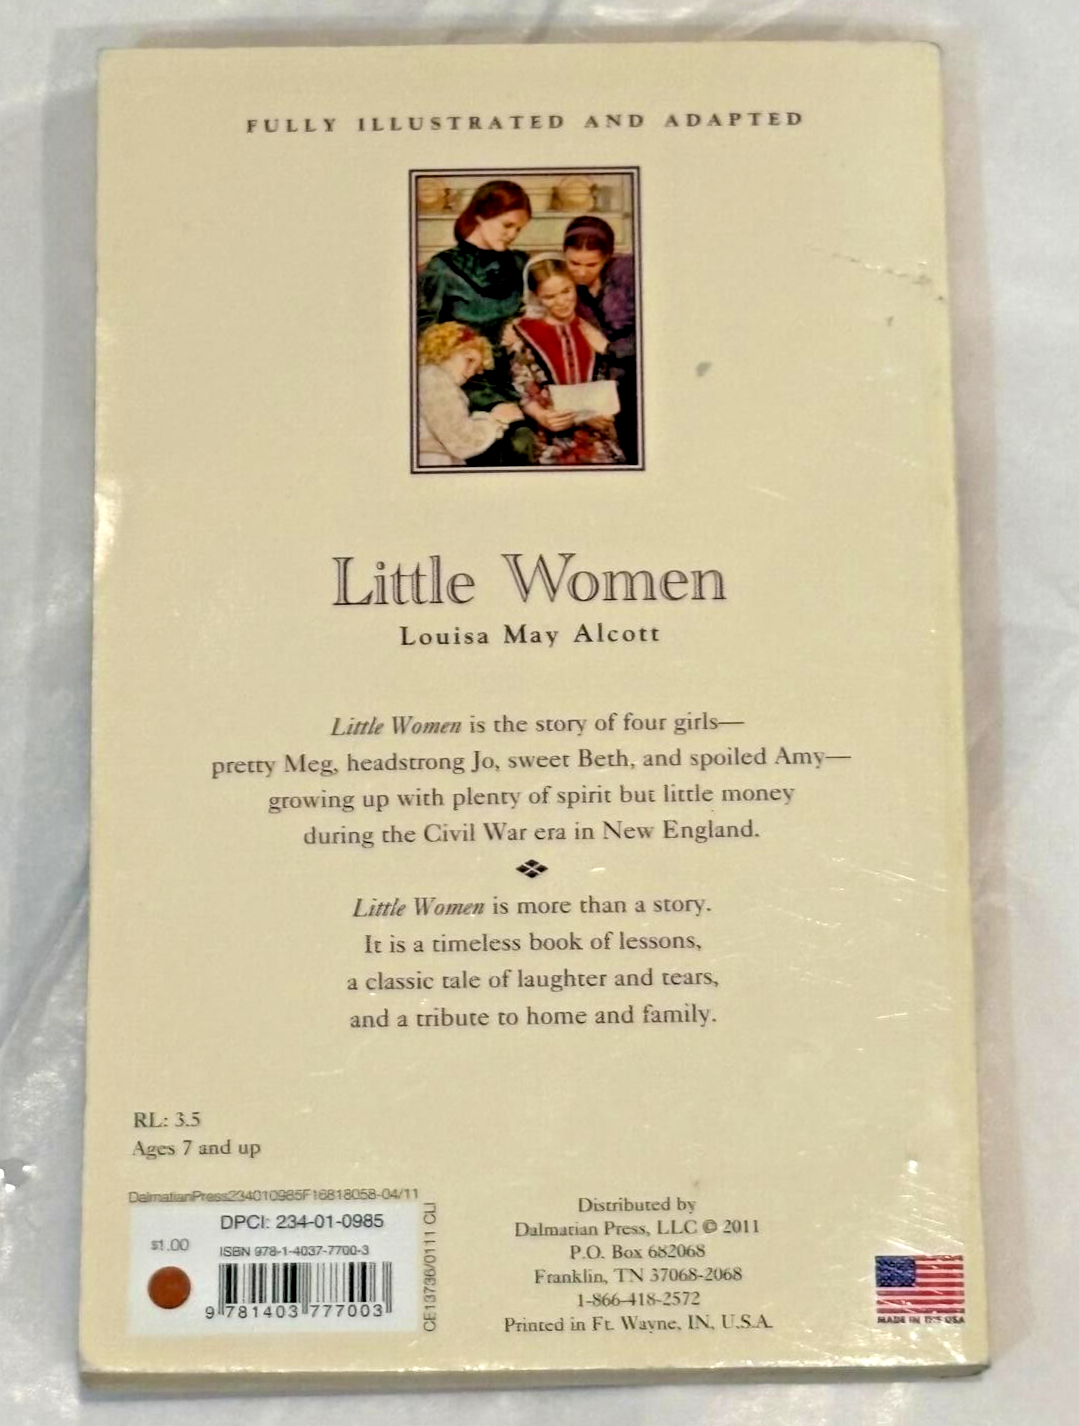 FULLY ILLUSTRATED AND ADAPTED
Little Women
Louisa May Alcott
Little Women is the story of four girls—
pretty Meg, headstrong Jo, sweet Beth, and spoiled Amy—
growing up with plenty of spirit but little money
during the Civil War era in New England.
Little Women is more than a story.
It is a timeless book of lessons,
a classic tale of laughter and tears,
and a tribute to home and family.
RL: 3.5
Ages 7 and up
DalmatianPress234010985F16818058-04/11
DPCI: 234-01-0985
$1.00
ISBN 978-1-4037-7700-3
9 781403 777003
CE13736/0111 CLI
Distributed by
Dalmatian Press, LLC © 2011
P.O. Box 682068
Franklin, TN 37068-2068
1-866-418-2572
Printed in Ft. Wayne, IN, U.S.A.
MADE IN THE USA